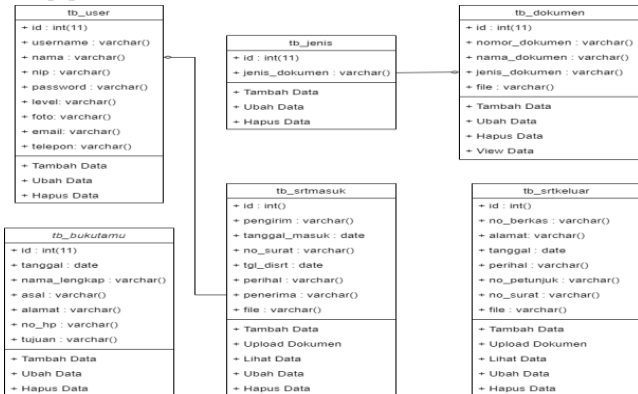 tb_user
+ id : int(11)
+ username : varchar()
+ nama : varchar()
+ nip : varchar()
+ password : varchar()
+ level: varchar()
+ foto: varchar()
+ email: varchar()
+ telepon: varchar()
+ Tambah Data
+ Ubah Data
+ Hapus Data
tb_jenis
+ id : int(11)
+ jenis_dokumen : varchar()
+ Tambah Data
+ Ubah Data
+ Hapus Data
tb_dokumen
+ id : int(11)
+ nomor_dokumen : varchar()
+ nama_dokumen : varchar()
+ jenis_dokumen : varchar()
+ file : varchar()
+ Tambah Data
+ Ubah Data
+ Hapus Data
+ View Data
tb_bukutamu
+ id : int(11)
+ tanggal : date
+ nama_lengkap : varchar()
+ asal : varchar()
+ alamat : varchar()
+ no_hp : varchar()
+ tujuan : varchar()
+ Tambah Data
+ Ubah Data
+ Hapus Data
tb_srtmasuk
+ id : int()
+ pengirim : varchar()
+ tanggal_masuk : date
+ no_surat : varchar()
+ tgl_disrt : date
+ perihal : varchar()
+ penerima : varchar()
+ file : varchar()
+ Tambah Data
+ Upload Dokumen
+ Lihat Data
+ Ubah Data
+ Hapus Data
tb_srtkeluar
+ id : int()
+ no_berkas : varchar()
+ alamat: varchar()
+ tanggal : date
+ perihal : varchar()
+ no_petunjuk : varchar()
+ no_surat : varchar()
+ file : varchar()
+ Tambah Data
+ Upload Dokumen
+ Lihat Data
+ Ubah Data
+ Hapus Data